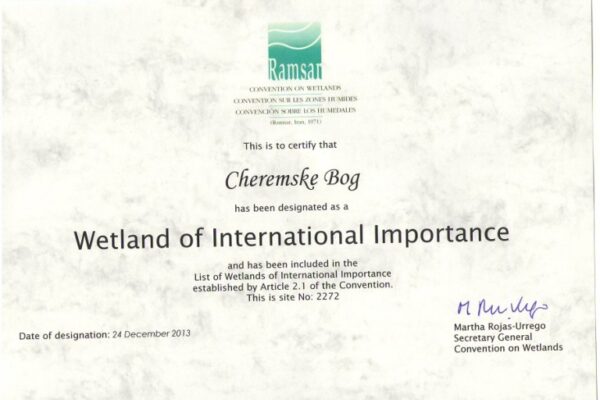 Ramsar
CONVENTION ON WETLANDS
CONVENTION SUR LES ZONES HUMIDES
CONVENCIÓN SOBRE LOS HUMEDALES
(Ramsar, Iran, 1971)
This is to certify that
Cheremske Bog
has been designated as a
Wetland of International Importance
and has been included in the
List of Wetlands of International Importance
established by Article 2.1 of the Convention.
This is site No: 2272
Martha Rojas-Urrego
Secretary General
Convention on Wetlands
Date of designation: 24 December 2013